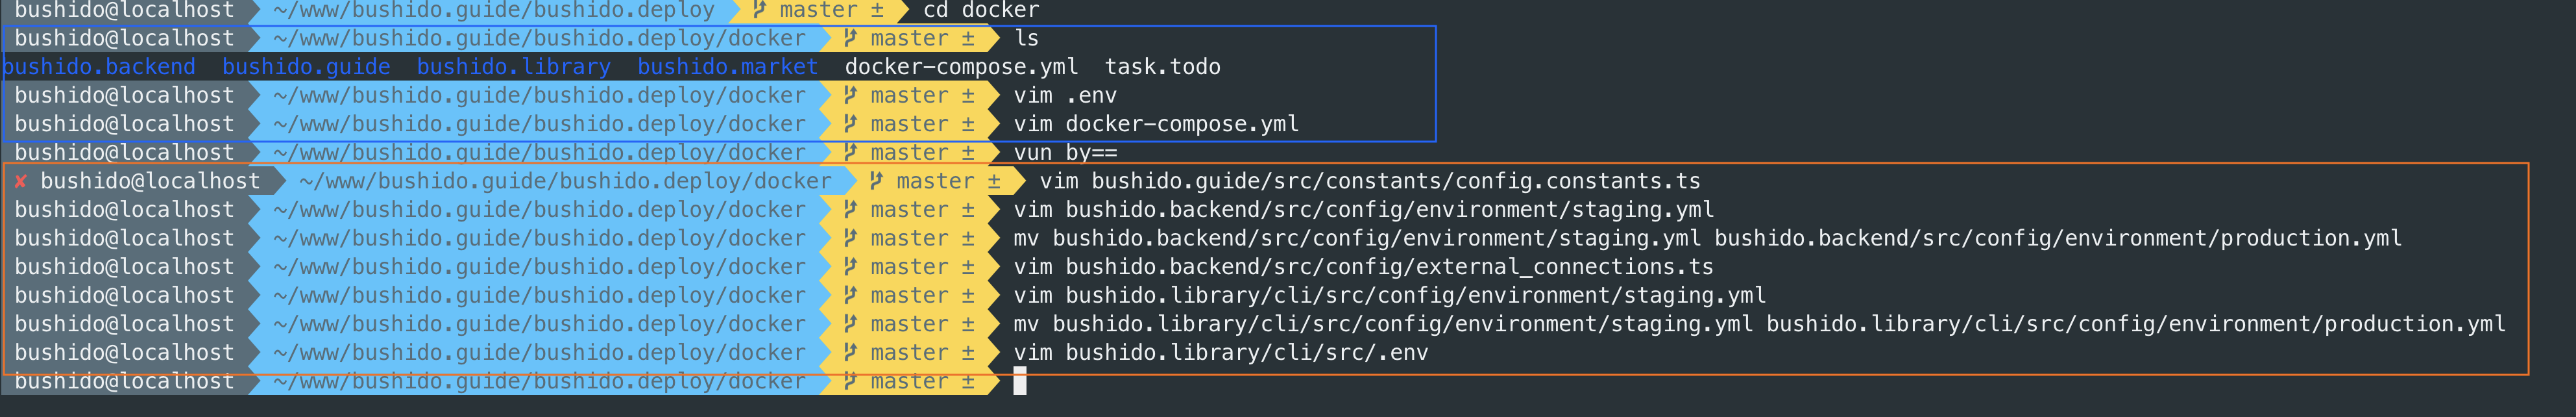 bushido@localhost ~/www/bushido.guide/bushido.deploy master ± cd docker
bushido@localhost ~/www/bushido.guide/bushido.deploy/docker master ± ls
bushido.backend bushido.guide bushido.library bushido.market docker-compose.yml task.todo
bushido@localhost ~/www/bushido.guide/bushido.deploy/docker master ± vim .env
bushido@localhost ~/www/bushido.guide/bushido.deploy/docker master ± vim docker-compose.yml
bushido@localhost ~/www/bushido.guide/bushido.deploy/docker master ± vun by==
✘ bushido@localhost ~/www/bushido.guide/bushido.deploy/docker master ± vim bushido.guide/src/constants/config.constants.ts
bushido@localhost ~/www/bushido.guide/bushido.deploy/docker master ± vim bushido.backend/src/config/environment/staging.yml
bushido@localhost ~/www/bushido.guide/bushido.deploy/docker master ± mv bushido.backend/src/config/environment/staging.yml bushido.backend/src/config/environment/production.yml
bushido@localhost ~/www/bushido.guide/bushido.deploy/docker master ± vim bushido.backend/src/config/external_connections.ts
bushido@localhost ~/www/bushido.guide/bushido.deploy/docker master ± vim bushido.library/cli/src/config/environment/staging.yml
bushido@localhost ~/www/bushido.guide/bushido.deploy/docker master ± mv bushido.library/cli/src/config/environment/staging.yml bushido.library/cli/src/config/environment/production.yml
bushido@localhost ~/www/bushido.guide/bushido.deploy/docker master ± vim bushido.library/cli/src/.env
bushido@localhost ~/www/bushido.guide/bushido.deploy/docker master ±